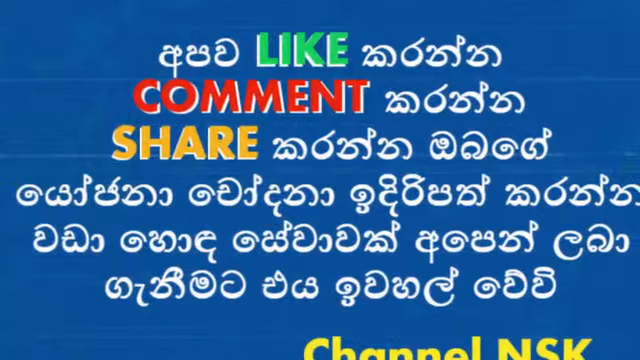 අපව LIKE කරන්න
COMMENT කරන්න
SHARE කරන්න ඔබගේ
යෝජනා චෝදනා ඉදිරිපත් කරන්න
වඩා හොඳ සේවාවක් අපෙන් ලබා
ගැනීමට එය ඉවහල් වේවි
Channel NSK